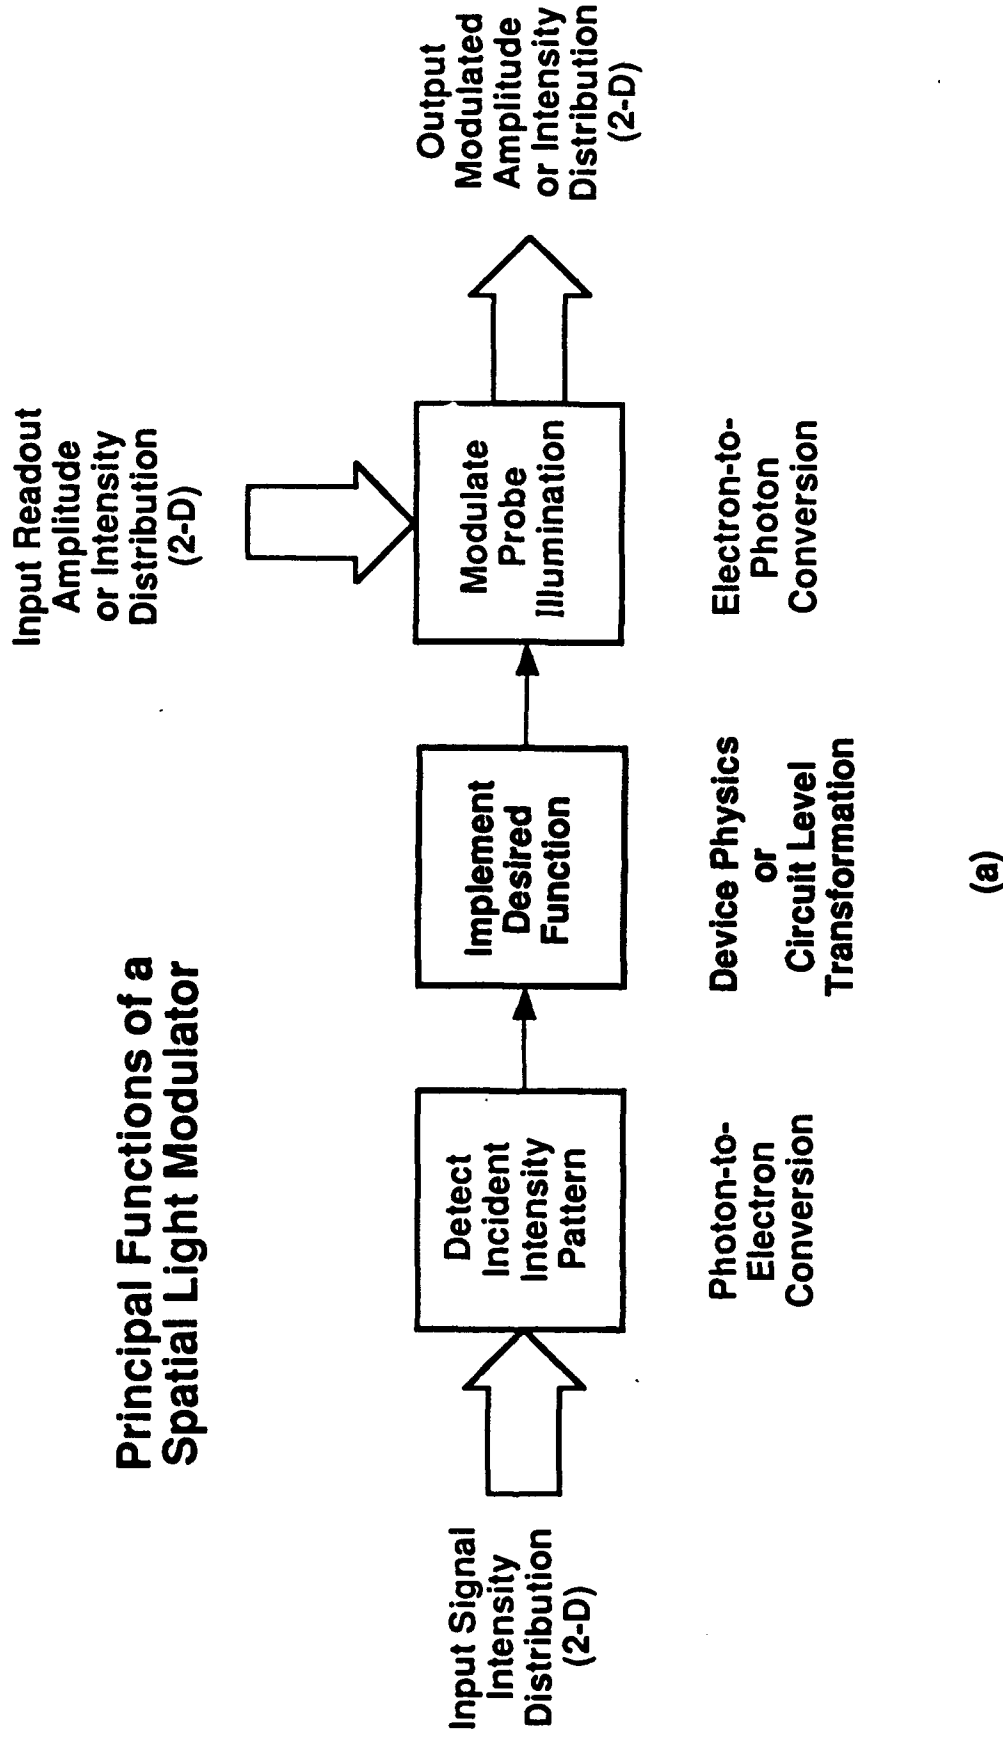 Principal Functions of a
Spatial Light Modulator
Input Readout
Amplitude
or Intensity
Distribution
(2-D)
Input Signal
Intensity
Distribution
(2-D)
Detect
Incident
Intensity
Pattern
Implement
Desired
Function
Modulate
Probe
Illumination
Output
Modulated
Amplitude
or Intensity
Distribution
(2-D)
Photon-to-
Electron
Conversion
Device Physics
or
Circuit Level
Transformation
Electron-to-
Photon
Conversion
(a)